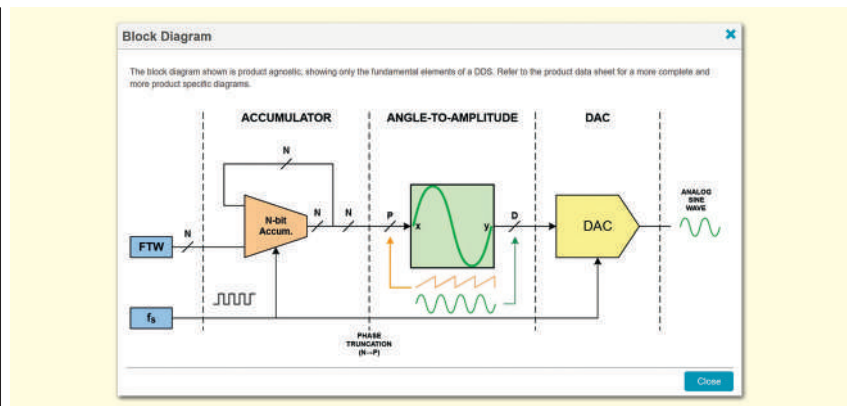 Block Diagram
The block diagram shown is product agnostic, showing only the fundamental elements of a DDS. Refer to the product data sheet for a more complete and
more product specific diagrams.
ACCUMULATOR
ANGLE-TO-AMPLITUDE
DAC
N
N-bit
Accum.
N
N
P
x
y
D
DAC
ANALOG
SINE
WAVE
FTW
N
fs
PHASE
TRUNCATION
(N→P)
Close